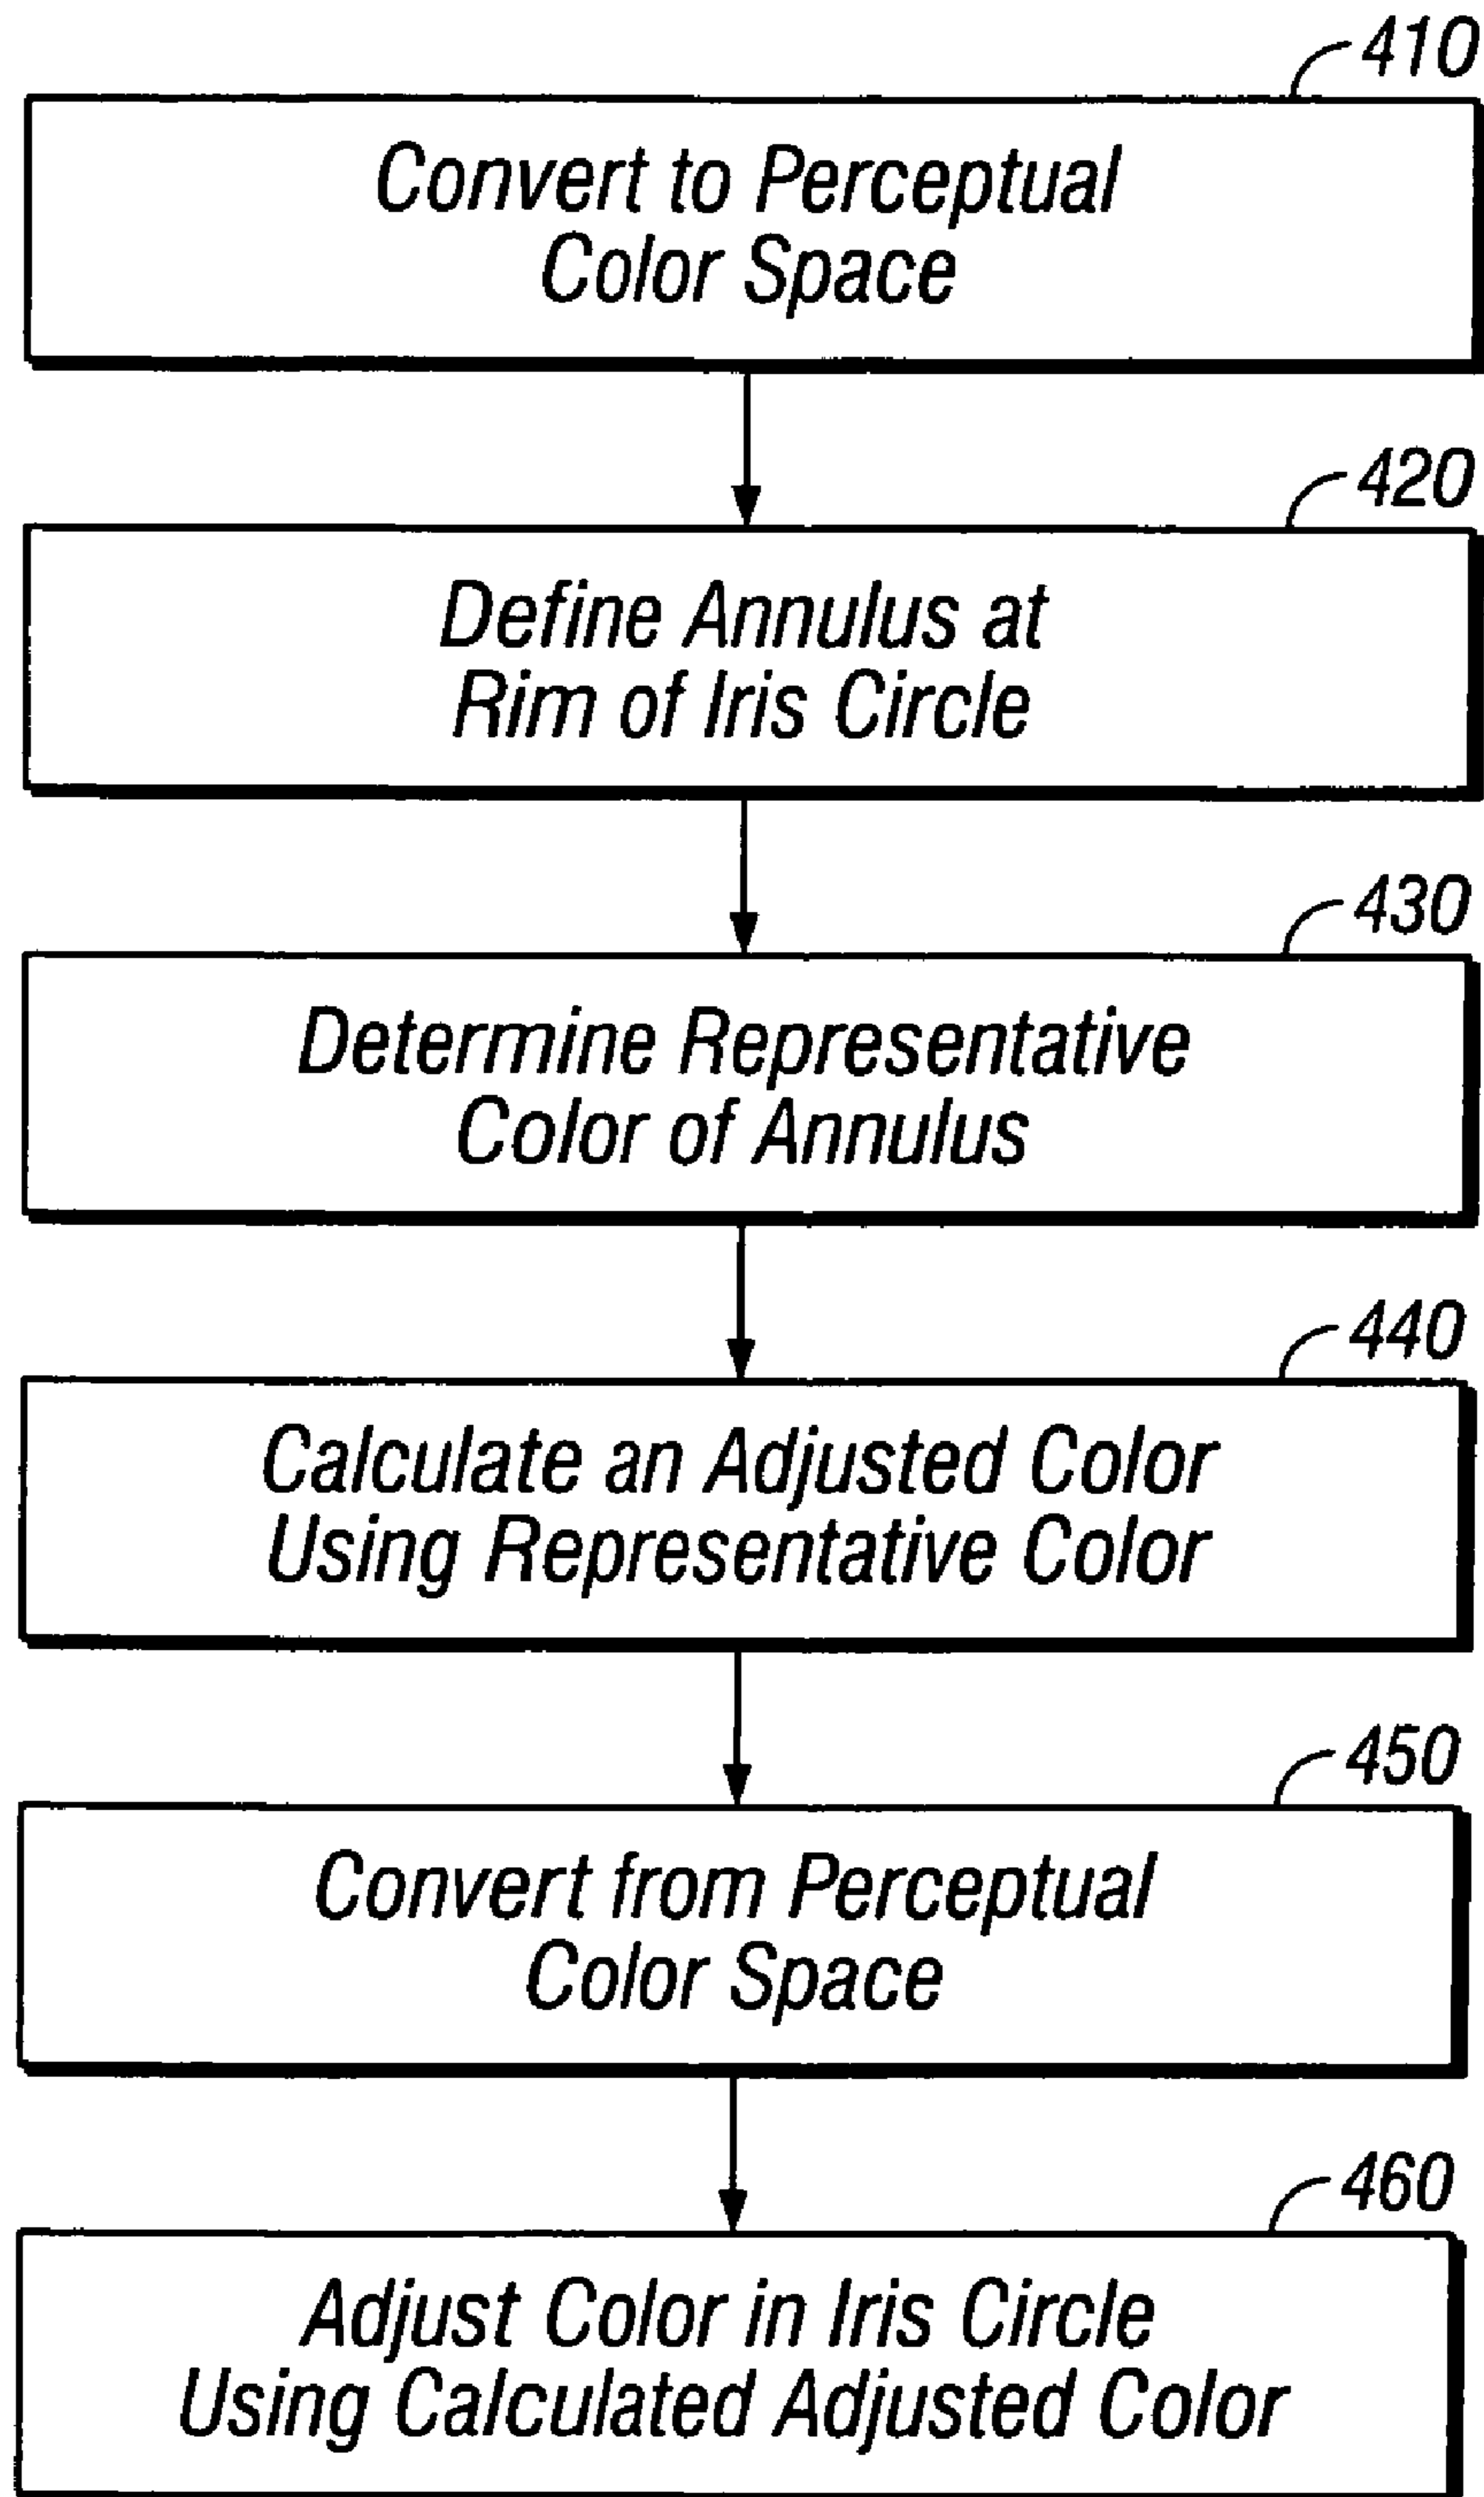 410
Convert to Perceptual
Color Space
420
Define Annulus at
Rim of Iris Circle
430
Determine Representative
Color of Annulus
440
Calculate an Adjusted Color
Using Representative Color
450
Convert from Perceptual
Color Space
460
Adjust Color in Iris Circle
Using Calculated Adjusted Color